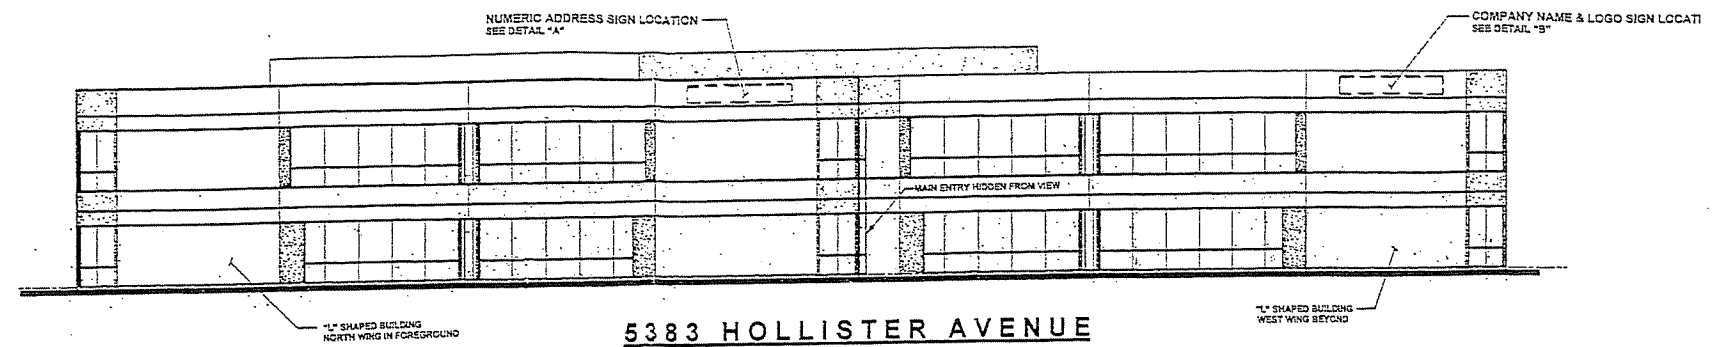 NUMERIC ADDRESS SIGN LOCATION
SEE DETAIL "A"
COMPANY NAME & LOGO SIGN LOCATI
SEE DETAIL "B"
MAIN ENTRY HIDDEN FROM VIEW
"L" SHAPED BUILDING
NORTH WING IN FOREGROUND
"L" SHAPED BUILDING
WEST WING BEYOND
5383 HOLLISTER AVENUE